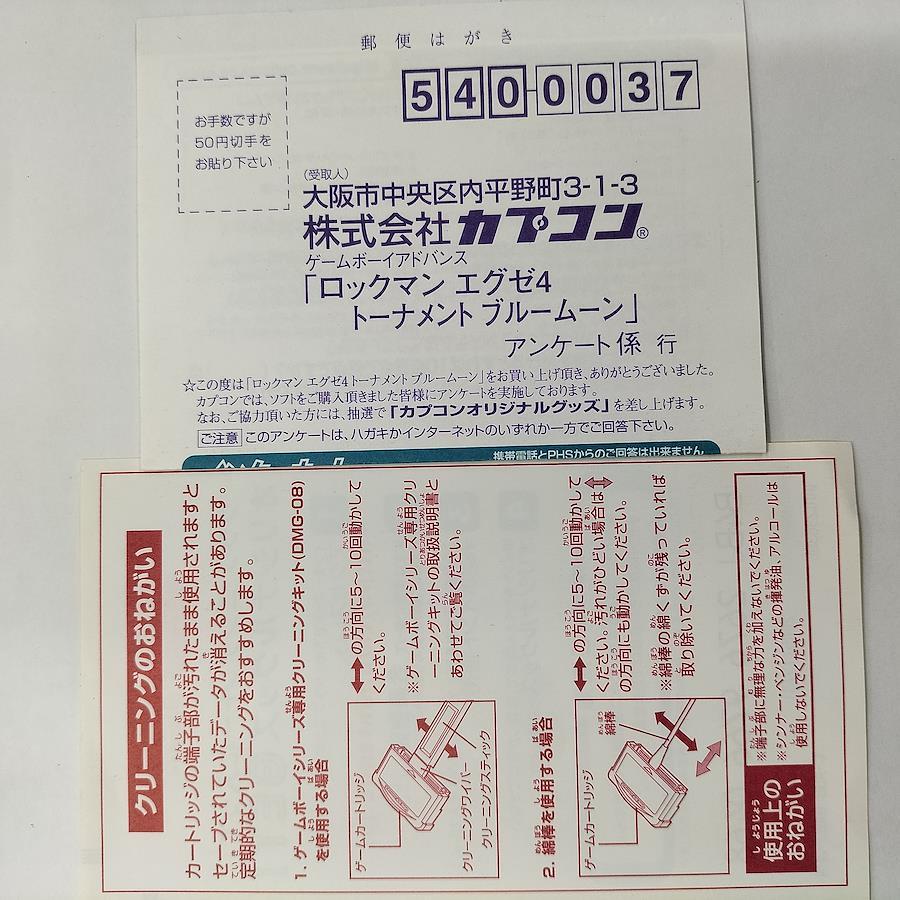 郵便はがき
5400037
お手数ですが
50円切手を
お貼り下さい
(受取人)
大阪市中央区内平野町3-1-3
株式会社カプコン®
ゲームボーイアドバンス
「ロックマン エグゼ4
トーナメント ブルームーン」
アンケート係 行
☆この度は「ロックマン エグゼ4 トーナメント ブルームーン」をお買い上げ頂き、ありがとうございました。
カプコンでは、ソフトをご購入頂きました皆様にアンケートを実施しております。
なお、ご協力頂いた方には、抽選で「カプコンオリジナルグッズ」を差し上げます。
ご注意 このアンケートは、ハガキかインターネットのいずれか一方でご回答下さい。
携帯電話とPHSからのご回答は出来ません
クリーニングのおねがい
カートリッジの端子部が汚れたまま使用されますと
セーブされていたデータが消えることがあります。
定期的なクリーニングをおすすめします。
1. ゲームボーイシリーズ専用クリーニングキット(DMG-08)
を使用する場合
ゲームカートリッジ
クリーニングワイパー
クリーニングスティック
↔の方向に5〜10回動かして
ください。
※ゲームボーイシリーズ専用クリ
ーニングキットの取扱説明書と
あわせてご覧ください。
2. 綿棒を使用する場合
ゲームカートリッジ
綿棒
↔の方向に5〜10回動かして
ください。汚れがひどい場合は⇕
の方向にも動かしてください。
※綿棒の綿くずが残っていれば
取り除いてください。
使用上の
おねがい
※端子部に無理な力を加えないでください。
※シンナー・ベンジンなどの揮発油、アルコールは
使用しないでください。